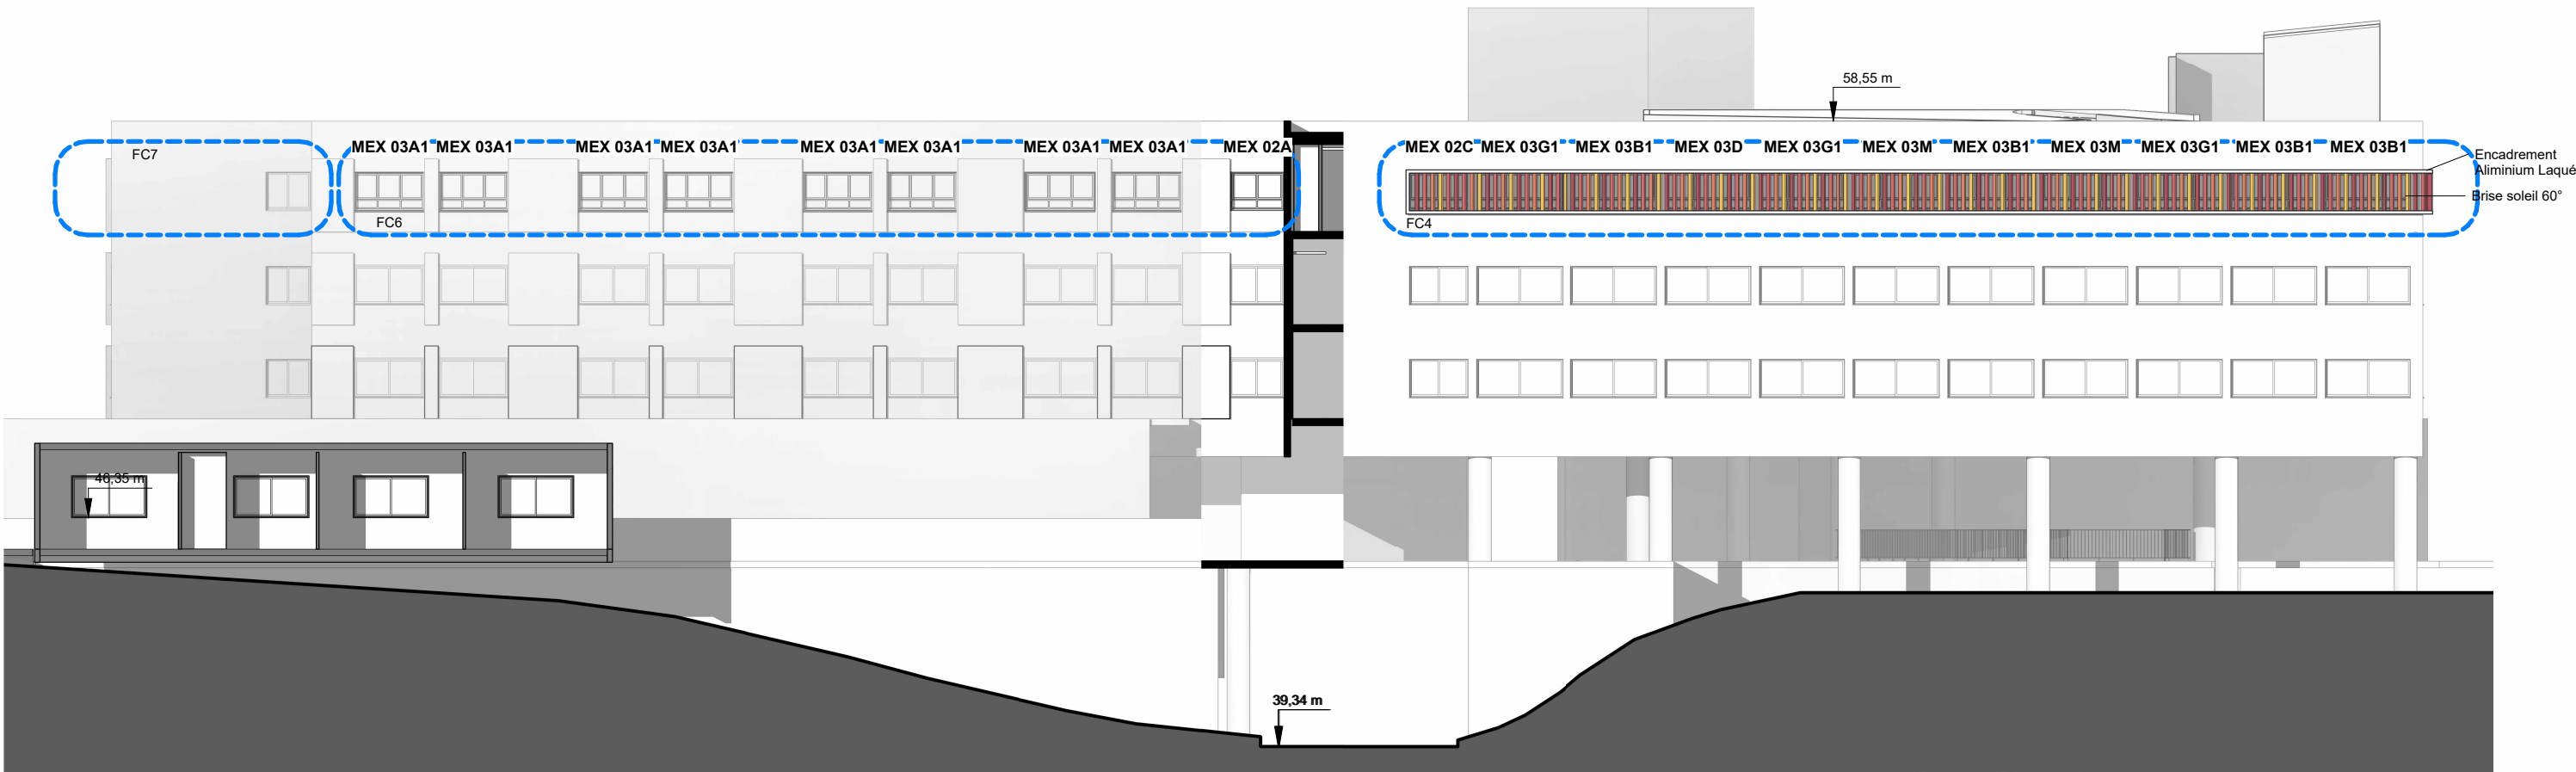 58,55 m
MEX 03A1 MEX 03A1 MEX 03A1 MEX 03A1 MEX 03A1 MEX 03A1 MEX 03A1 MEX 03A1 MEX 02A MEX 02C MEX 03G1 MEX 03B1 MEX 03D MEX 03G1 MEX 03M MEX 03B1 MEX 03M MEX 03G1 MEX 03B1 MEX 03B1
FC7
Encadrement
Aliminium Laqué
Brise soleil 60°
FC6
FC4
46,35 m
39,34 m